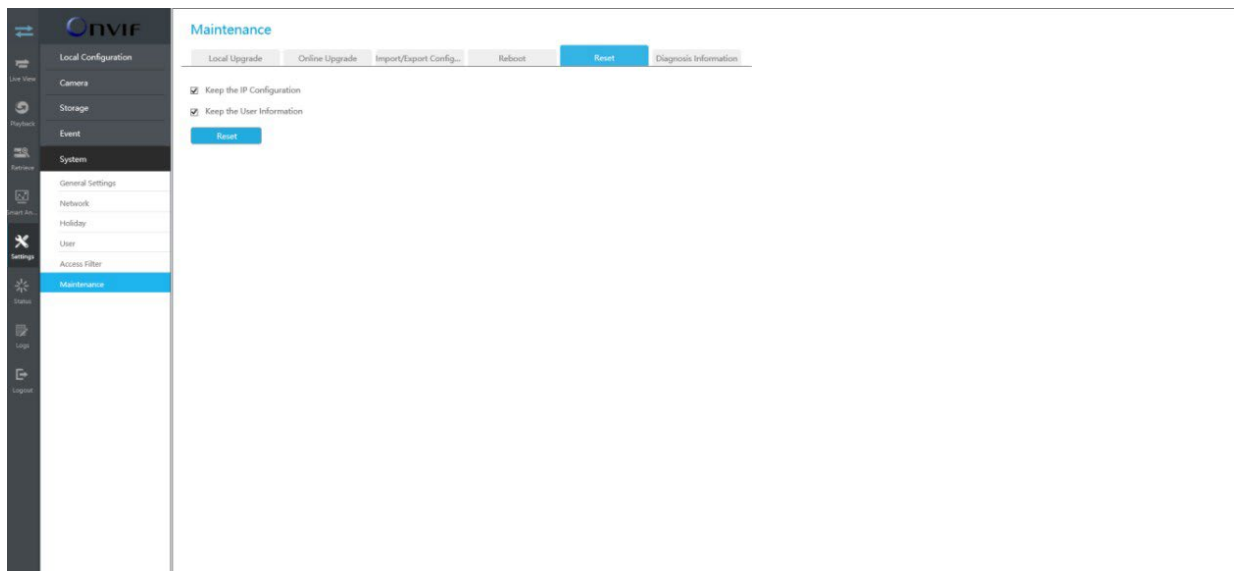 ONVIF
Live View
Playback
Retrieve
Smart An...
Settings
Status
Logs
Logout
Local Configuration
Camera
Storage
Event
System
General Settings
Network
Holiday
User
Access Filter
Maintenance
Maintenance
Local Upgrade
Online Upgrade
Import/Export Config...
Reboot
Reset
Diagnosis Information
Keep the IP Configuration
Keep the User Information
Reset